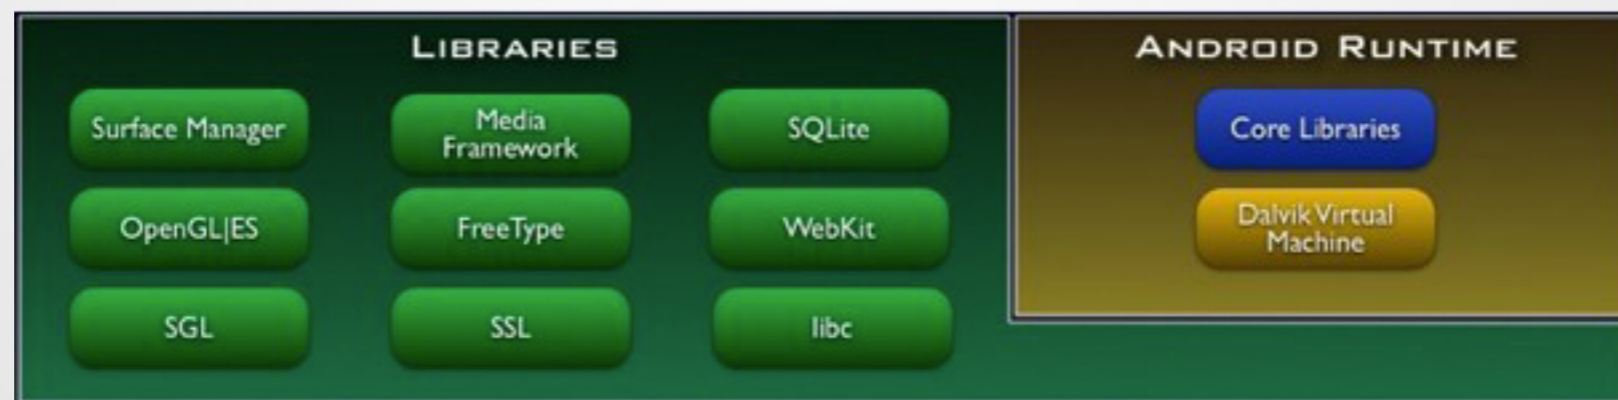 LIBRARIES
Surface Manager
Media
Framework
SQLite
OpenGL|ES
FreeType
WebKit
SGL
SSL
libc
ANDROID RUNTIME
Core Libraries
Dalvik Virtual
Machine